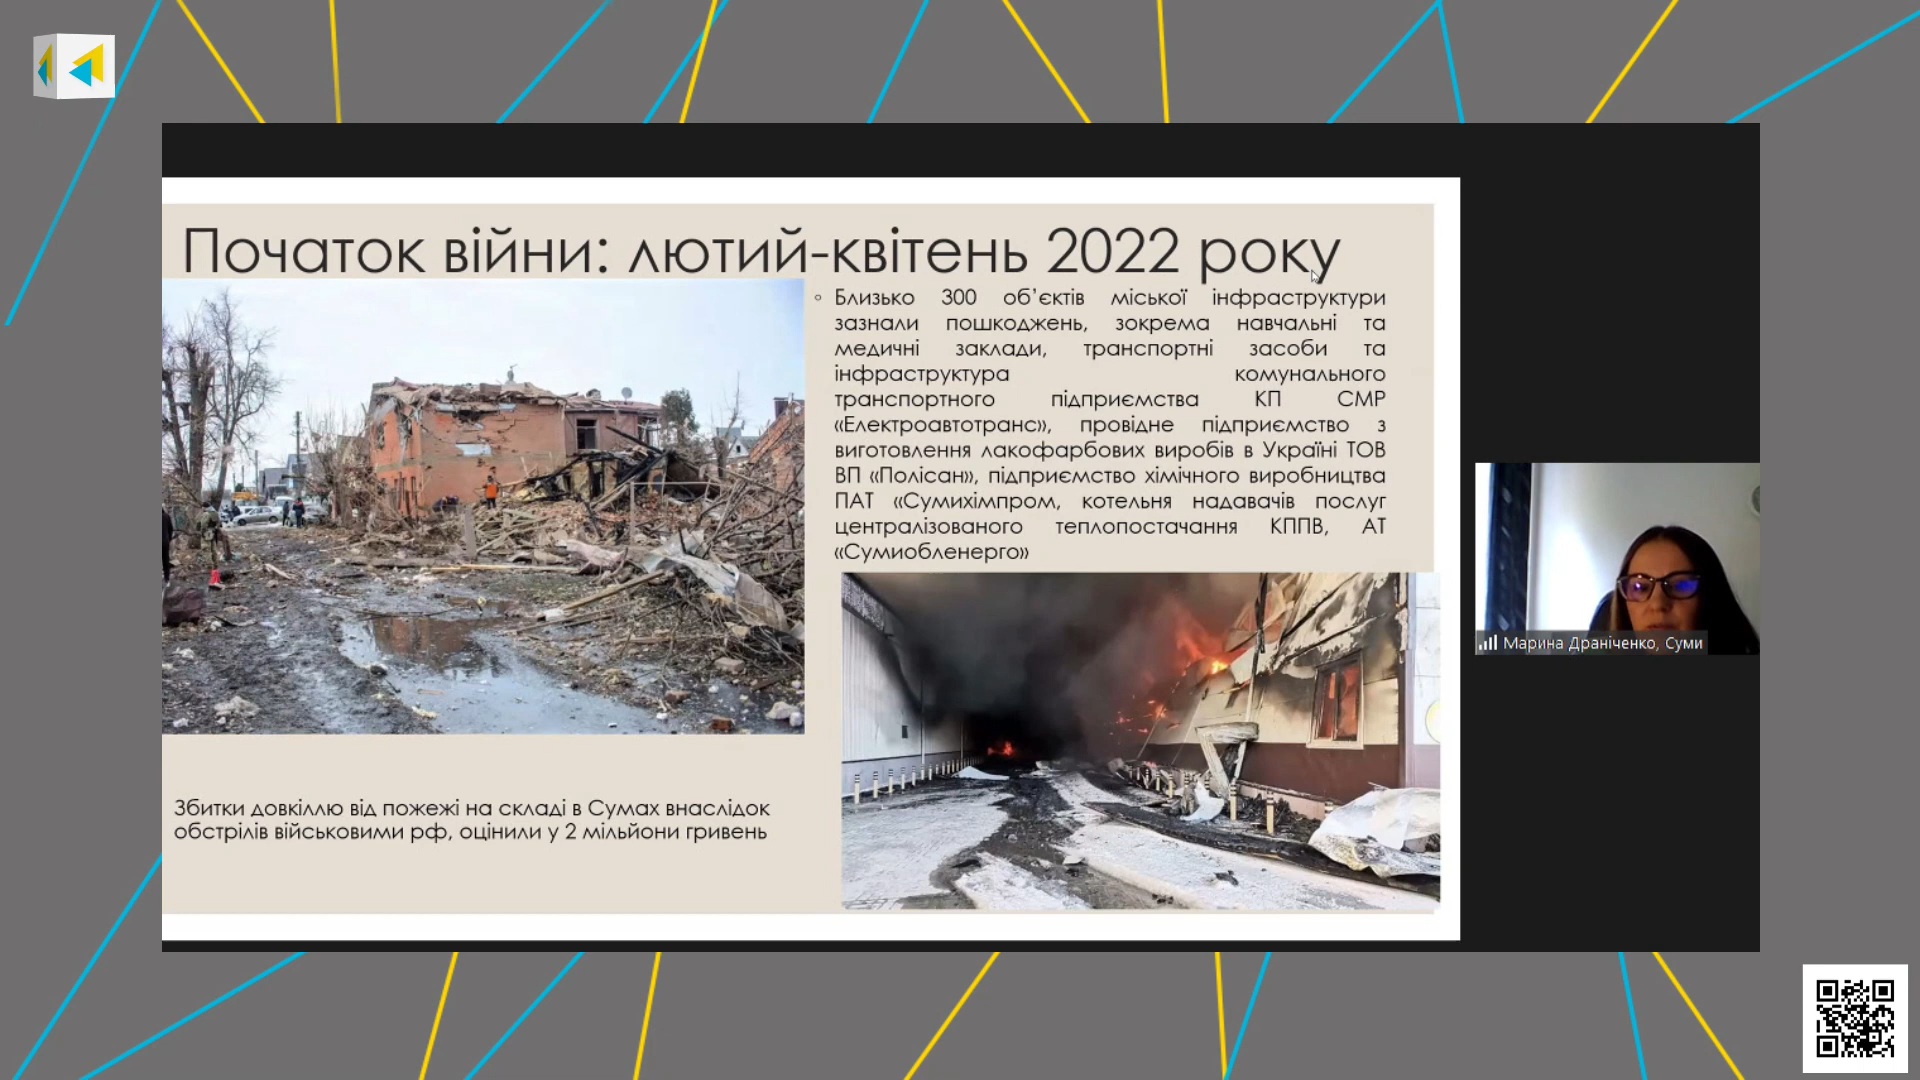 Початок війни: лютий-квітень 2022 року
◦ Близько 300 об’єктів міської інфраструктури
зазнали пошкоджень, зокрема навчальні та
медичні заклади, транспортні засоби та
інфраструктура комунального
транспортного підприємства КП СМР
«Електроавтотранс», провідне підприємство з
виготовлення лакофарбових виробів в Україні ТОВ
ВП «Полісан», підприємство хімічного виробництва
ПАТ «Сумихімпром, котельня надавачів послуг
централізованого теплопостачання КППВ, АТ
«Сумиобленерго»
Збитки довкіллю від пожежі на складі в Сумах внаслідок
обстрілів військовими рф, оцінили у 2 мільйони гривень
Марина Драніченко, Суми